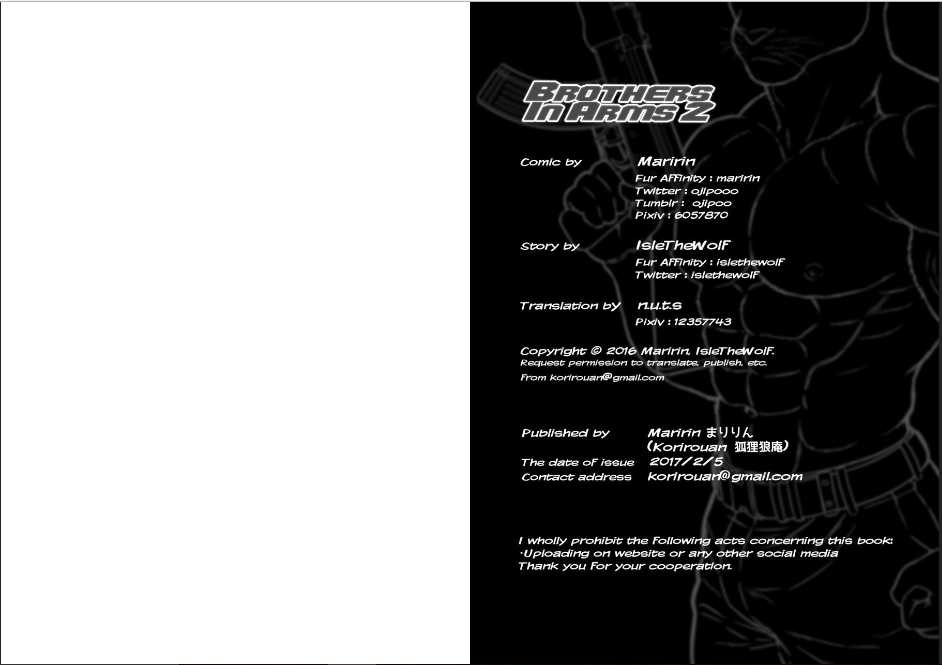 BROTHERS
IN ARMS 2
Comic by Maririn
Fur Affinity : maririn
Twitter : ojipooo
Tumblr : ojipoo
Pixiv : 6057870
Story by IsleTheWolf
Fur Affinity : islethewolf
Twitter : islethewolf
Translation by n.u.t.s
Pixiv : 12357743
Copyright © 2016 Maririn, IsleTheWolf.
Request permission to translate, publish, etc.
From korirouan@gmail.com
Published by Maririn まりりん
(Korirouan 狐狸狼庵)
The date of issue 2017/2/5
Contact address korirouan@gmail.com
I wholly prohibit the following acts concerning this book:
・Uploading on website or any other social media
Thank you for your cooperation.